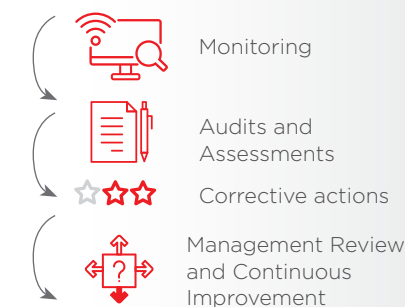 Monitoring
Audits and
Assessments
Corrective actions
?
Management Review
and Continuous
Improvement